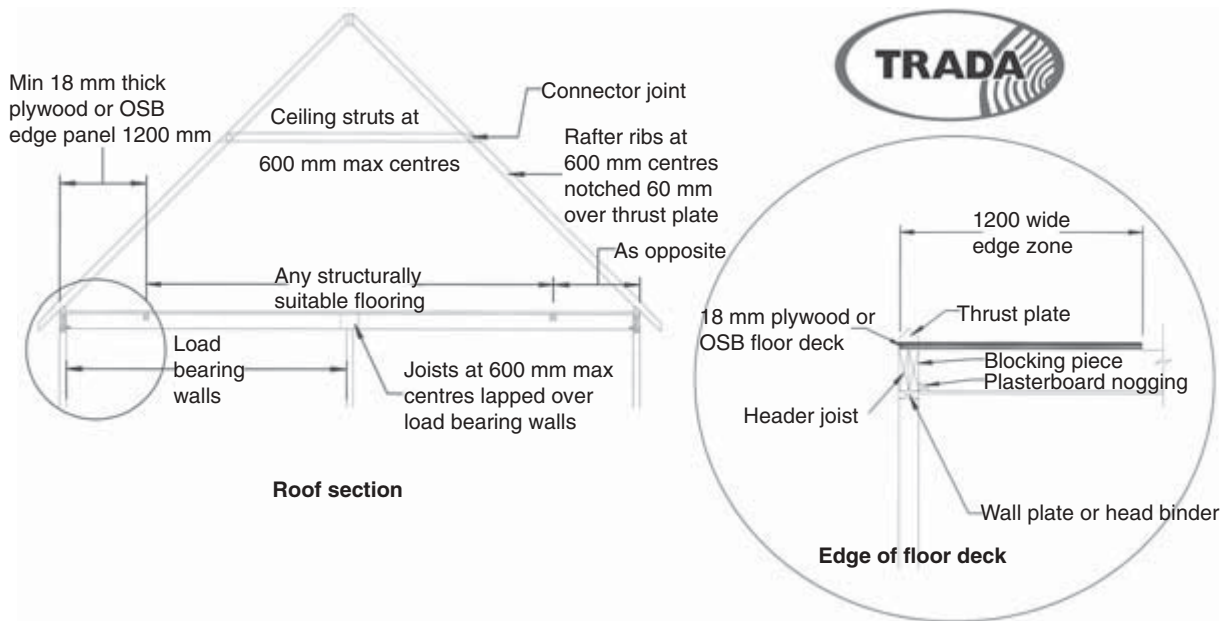 Min 18 mm thick
plywood or OSB
edge panel 1200 mm
Ceiling struts at
600 mm max centres
Connector joint
Rafter ribs at
600 mm centres
notched 60 mm
over thrust plate
As opposite
Any structurally
suitable flooring
Load
bearing
walls
Joists at 600 mm max
centres lapped over
load bearing walls
Roof section
TRADA
1200 wide
edge zone
18 mm plywood or
OSB floor deck
Thrust plate
Blocking piece
Plasterboard nogging
Header joist
Wall plate or head binder
Edge of floor deck